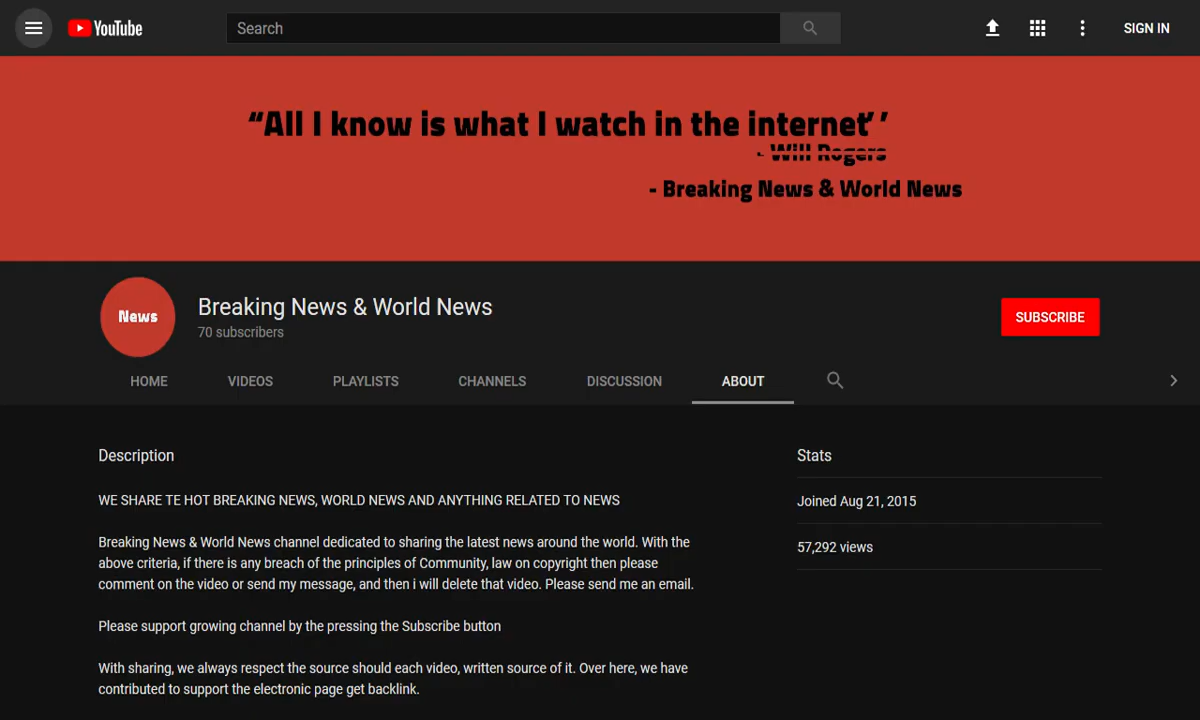 YouTube
Search
SIGN IN
“All I know is what I watch in the internet’’
- Will Rogers
- Breaking News & World News
News
Breaking News & World News
70 subscribers
SUBSCRIBE
HOME VIDEOS PLAYLISTS CHANNELS DISCUSSION ABOUT
Description
WE SHARE TE HOT BREAKING NEWS, WORLD NEWS AND ANYTHING RELATED TO NEWS
Breaking News & World News channel dedicated to sharing the latest news around the world. With the
above criteria, if there is any breach of the principles of Community, law on copyright then please
comment on the video or send my message, and then i will delete that video. Please send me an email.
Please support growing channel by the pressing the Subscribe button
With sharing, we always respect the source should each video, written source of it. Over here, we have
contributed to support the electronic page get backlink.
Stats
Joined Aug 21, 2015
57,292 views